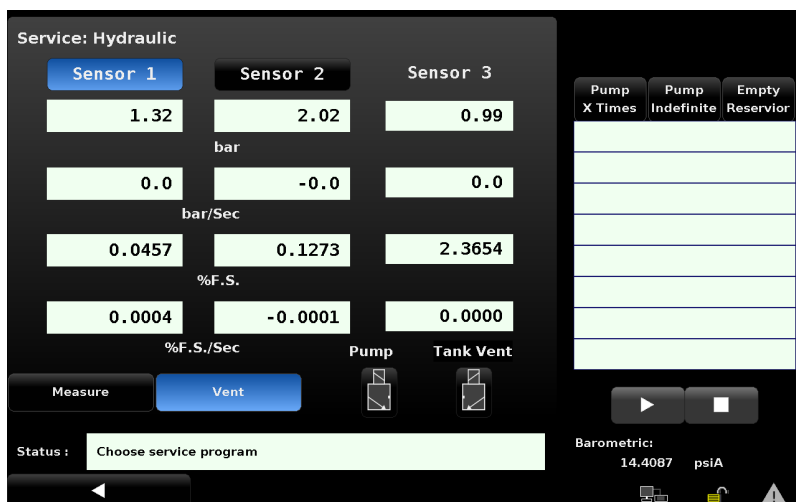 Service: Hydraulic
Sensor 1 Sensor 2 Sensor 3
1.32 2.02 0.99
bar
0.0 -0.0 0.0
bar/Sec
0.0457 0.1273 2.3654
%F.S.
0.0004 -0.0001 0.0000
%F.S./Sec
Pump Tank Vent
Measure Vent
Status : Choose service program
Pump X Times
Pump Indefinite
Empty Reservior
Barometric:
14.4087 psiA